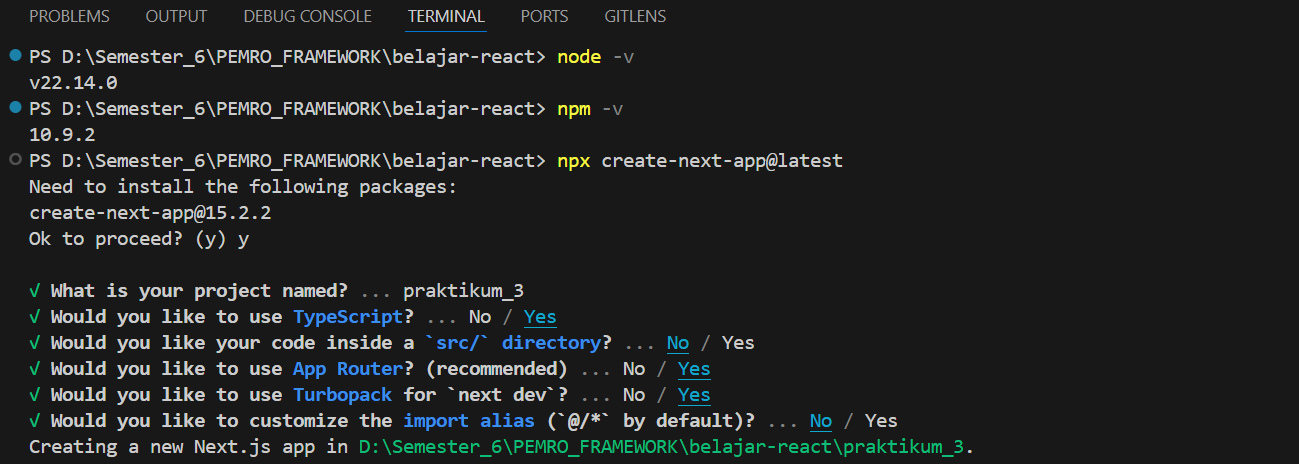 PROBLEMS OUTPUT DEBUG CONSOLE TERMINAL PORTS GITLENS
PS D:\Semester_6\PEMRO_FRAMEWORK\belajar-react> node -v
v22.14.0
PS D:\Semester_6\PEMRO_FRAMEWORK\belajar-react> npm -v
10.9.2
PS D:\Semester_6\PEMRO_FRAMEWORK\belajar-react> npx create-next-app@latest
Need to install the following packages:
create-next-app@15.2.2
Ok to proceed? (y) y
√ What is your project named? ... praktikum_3
√ Would you like to use TypeScript? ... No / Yes
√ Would you like your code inside a `src/` directory? ... No / Yes
√ Would you like to use App Router? (recommended) ... No / Yes
√ Would you like to use Turbopack for `next dev`? ... No / Yes
√ Would you like to customize the import alias (`@/*` by default)? ... No / Yes
Creating a new Next.js app in D:\Semester_6\PEMRO_FRAMEWORK\belajar-react\praktikum_3.